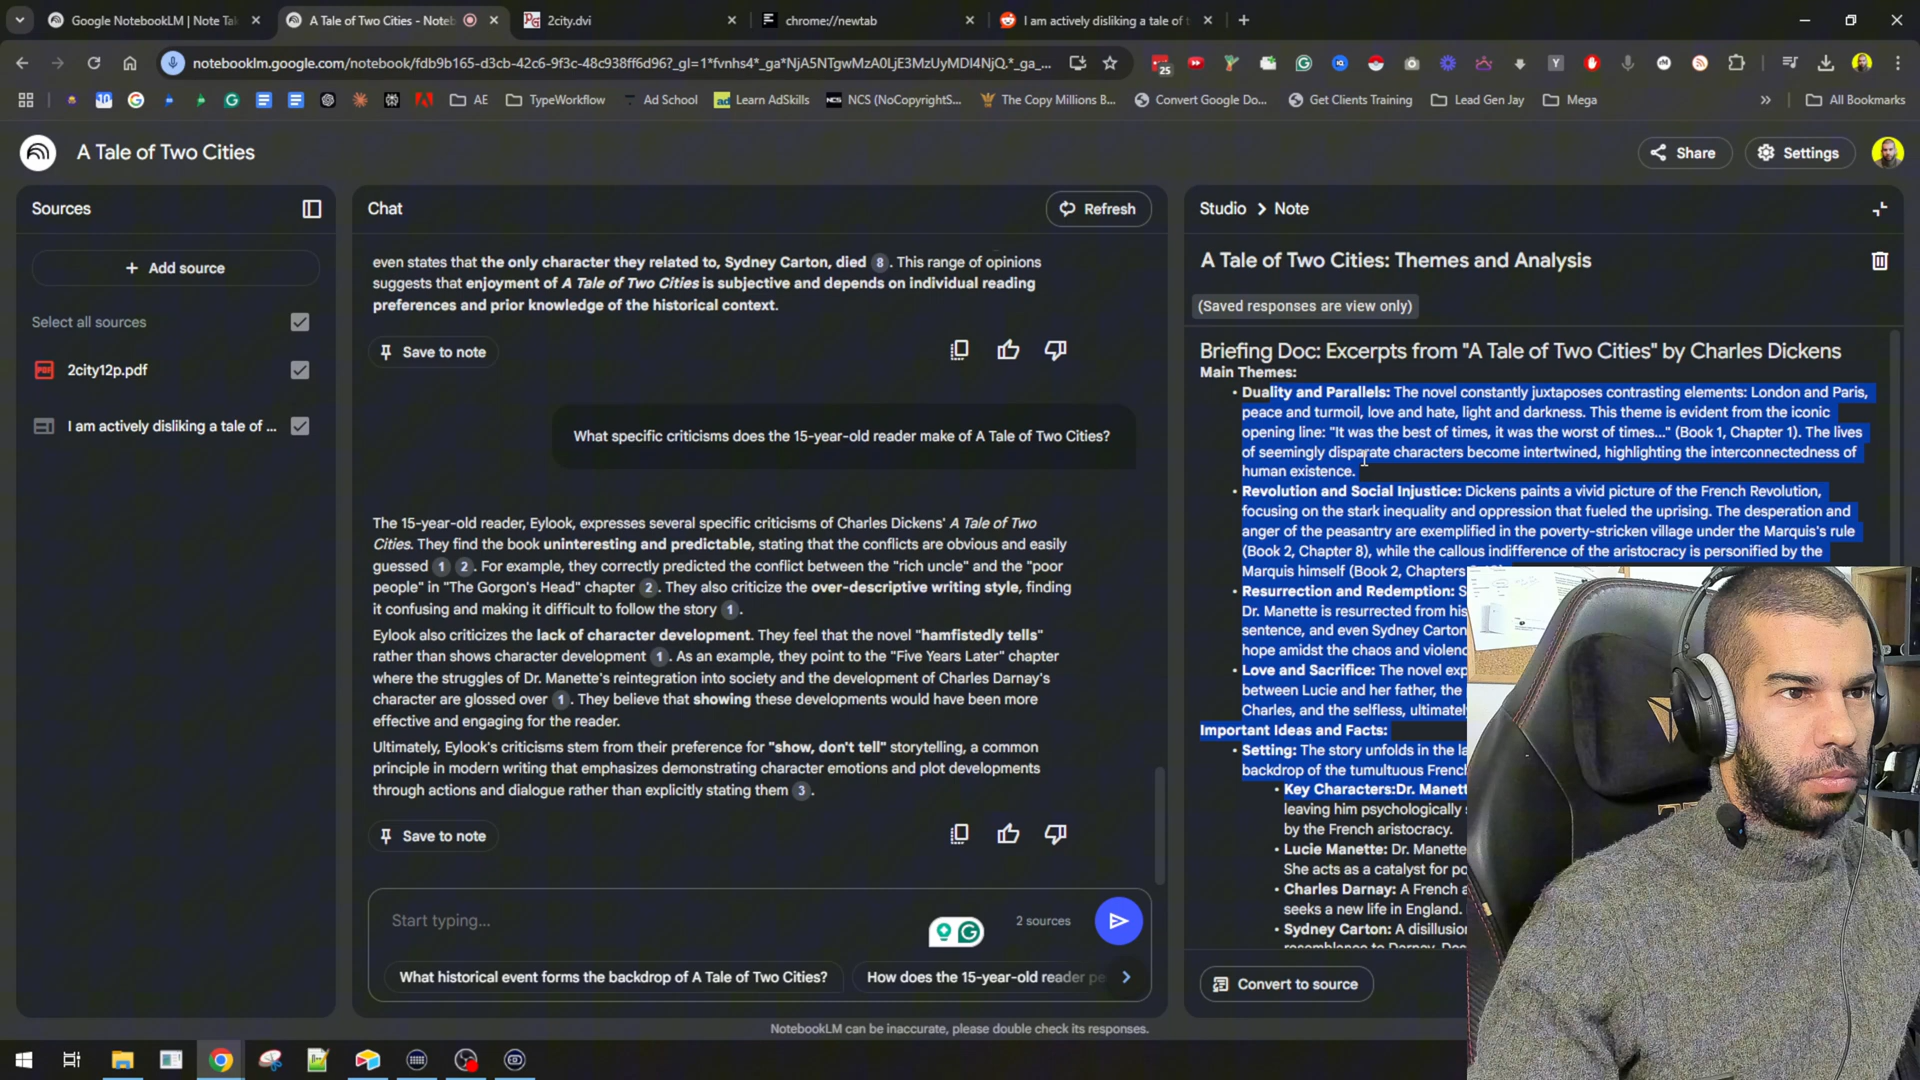 Google NotebookLM | Note Tak
A Tale of Two Cities - Noteb
2city.dvi
chrome://newtab
I am actively disliking a tale of t
notebooklm.google.com/notebook/fdb9b165-d3cb-42c6-9f3c-48c938ff6d96?_gl=1*fvnhs4*_ga*NjA5NTgwMzA0LjE3MzUyMDI4NjQ.*_ga_...
25
AE
TypeWorkflow
Ad School
Learn AdSkills
NCS (NoCopyrightS...
The Copy Millions B...
Convert Google Do...
Get Clients Training
Lead Gen Jay
Mega
All Bookmarks
A Tale of Two Cities
Share
Settings
Sources
Add source
Select all sources
2city12p.pdf
I am actively disliking a tale of ...
Chat
Refresh
even states that the only character they related to, Sydney Carton, died 8 . This range of opinions
suggests that enjoyment of A Tale of Two Cities is subjective and depends on individual reading
preferences and prior knowledge of the historical context.
Save to note
What specific criticisms does the 15-year-old reader make of A Tale of Two Cities?
The 15-year-old reader, Eylook, expresses several specific criticisms of Charles Dickens' A Tale of Two
Cities. They find the book uninteresting and predictable, stating that the conflicts are obvious and easily
guessed 1 2 . For example, they correctly predicted the conflict between the "rich uncle" and the "poor
people" in "The Gorgon's Head" chapter 2 . They also criticize the over-descriptive writing style, finding
it confusing and making it difficult to follow the story 1 .
Eylook also criticizes the lack of character development. They feel that the novel "hamfistedly tells"
rather than shows character development 1 . As an example, they point to the "Five Years Later" chapter
where the struggles of Dr. Manette's reintegration into society and the development of Charles Darnay's
character are glossed over 1 . They believe that showing these developments would have been more
effective and engaging for the reader.
Ultimately, Eylook's criticisms stem from their preference for "show, don't tell" storytelling, a common
principle in modern writing that emphasizes demonstrating character emotions and plot developments
through actions and dialogue rather than explicitly stating them 3 .
Save to note
Start typing...
2 sources
What historical event forms the backdrop of A Tale of Two Cities?
How does the 15-year-old reader pe
NotebookLM can be inaccurate, please double check its responses.
Studio > Note
A Tale of Two Cities: Themes and Analysis
(Saved responses are view only)
Briefing Doc: Excerpts from "A Tale of Two Cities" by Charles Dickens
Main Themes:
• Duality and Parallels: The novel constantly juxtaposes contrasting elements: London and Paris,
peace and turmoil, love and hate, light and darkness. This theme is evident from the iconic
opening line: "It was the best of times, it was the worst of times..." (Book 1, Chapter 1). The lives
of seemingly disparate characters become intertwined, highlighting the interconnectedness of
human existence.
• Revolution and Social Injustice: Dickens paints a vivid picture of the French Revolution,
focusing on the stark inequality and oppression that fueled the uprising. The desperation and
anger of the peasantry are exemplified in the poverty-stricken village under the Marquis's rule
(Book 2, Chapter 8), while the callous indifference of the aristocracy is personified by the
Marquis himself (Book 2, Chapters
• Resurrection and Redemption: S
Dr. Manette is resurrected from his
sentence, and even Sydney Carton
hope amidst the chaos and violenc
• Love and Sacrifice: The novel exp
between Lucie and her father, the
Charles, and the selfless, ultimately
Important Ideas and Facts:
• Setting: The story unfolds in the la
backdrop of the tumultuous French
• Key Characters:Dr. Manett
leaving him psychologically s
by the French aristocracy.
• Lucie Manette: Dr. Manette
She acts as a catalyst for po
• Charles Darnay: A French a
seeks a new life in England.
• Sydney Carton: A disillusion
Convert to source